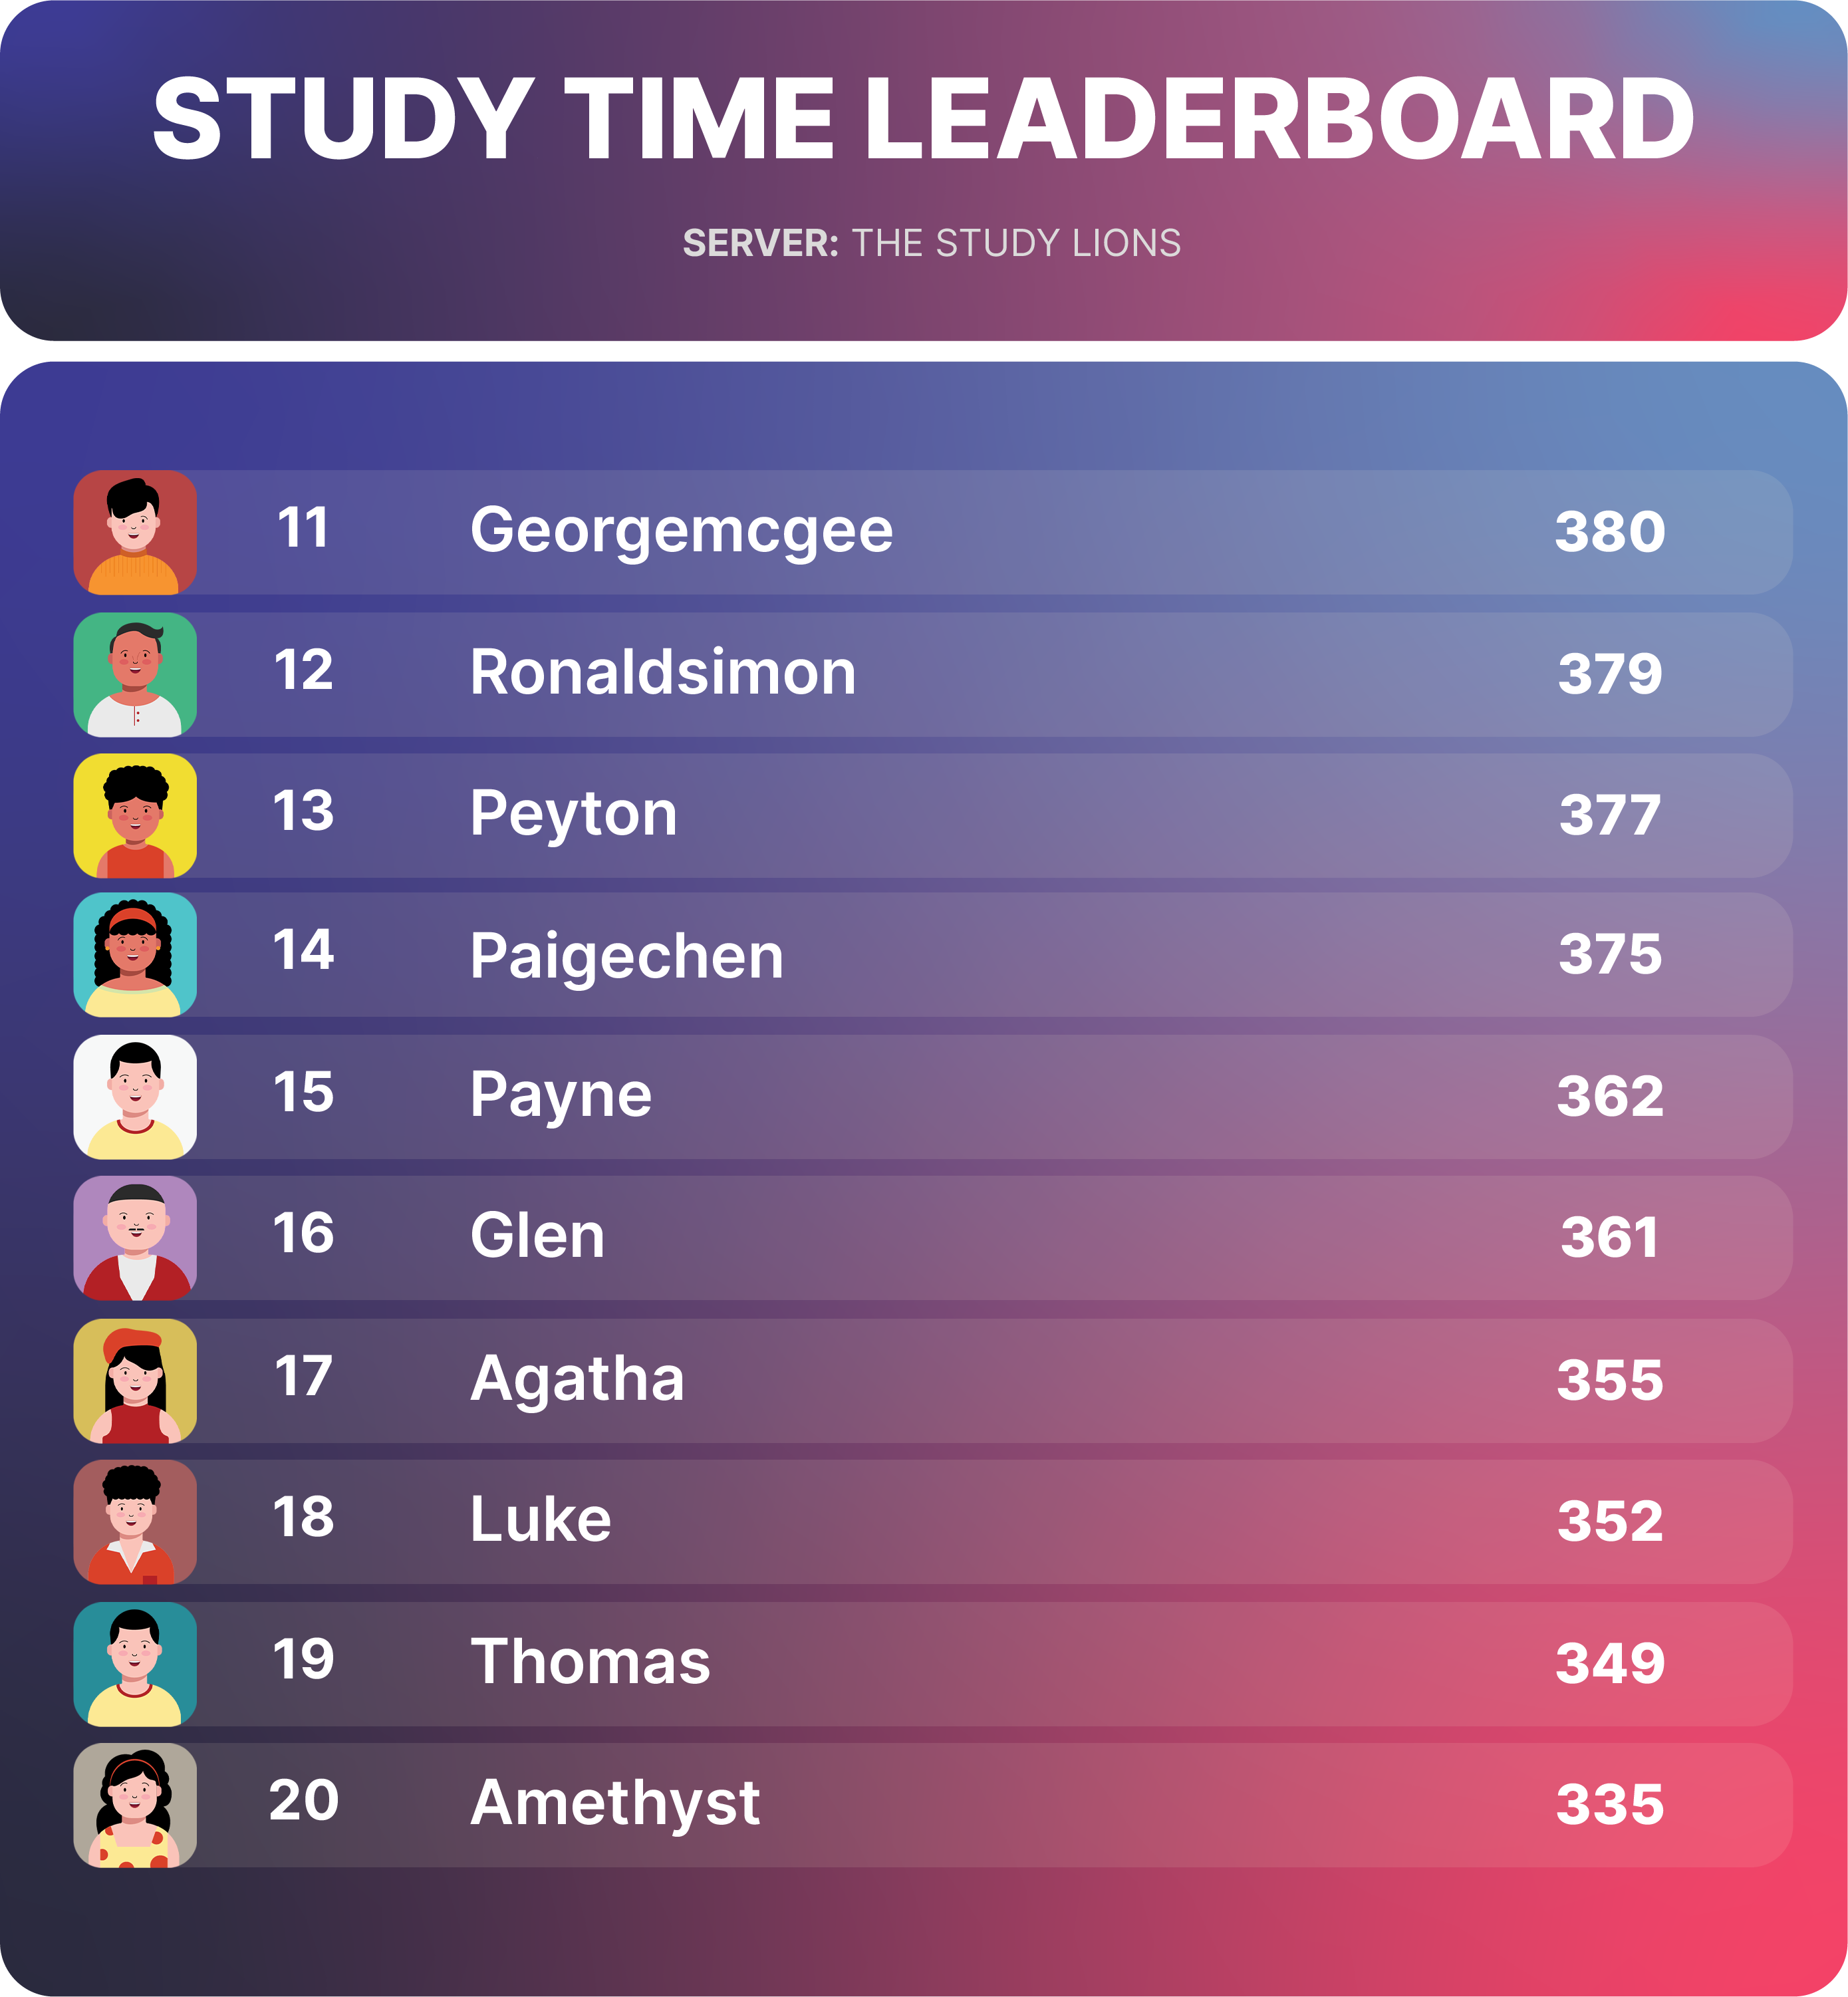 STUDY TIME LEADERBOARD
SERVER: THE STUDY LIONS
11 Georgemcgee 380
12 Ronaldsimon 379
13 Peyton 377
14 Paigechen 375
15 Payne 362
16 Glen 361
17 Agatha 355
18 Luke 352
19 Thomas 349
20 Amethyst 335